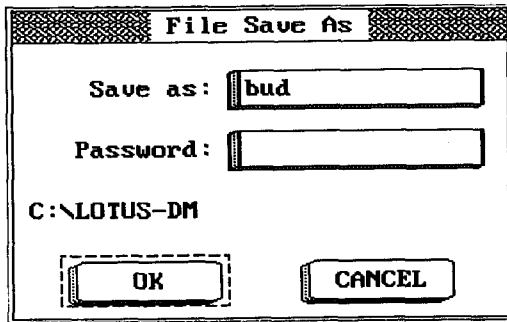 File Save As
Save as: bud
Password:
C:\LOTUS-DM
OK CANCEL